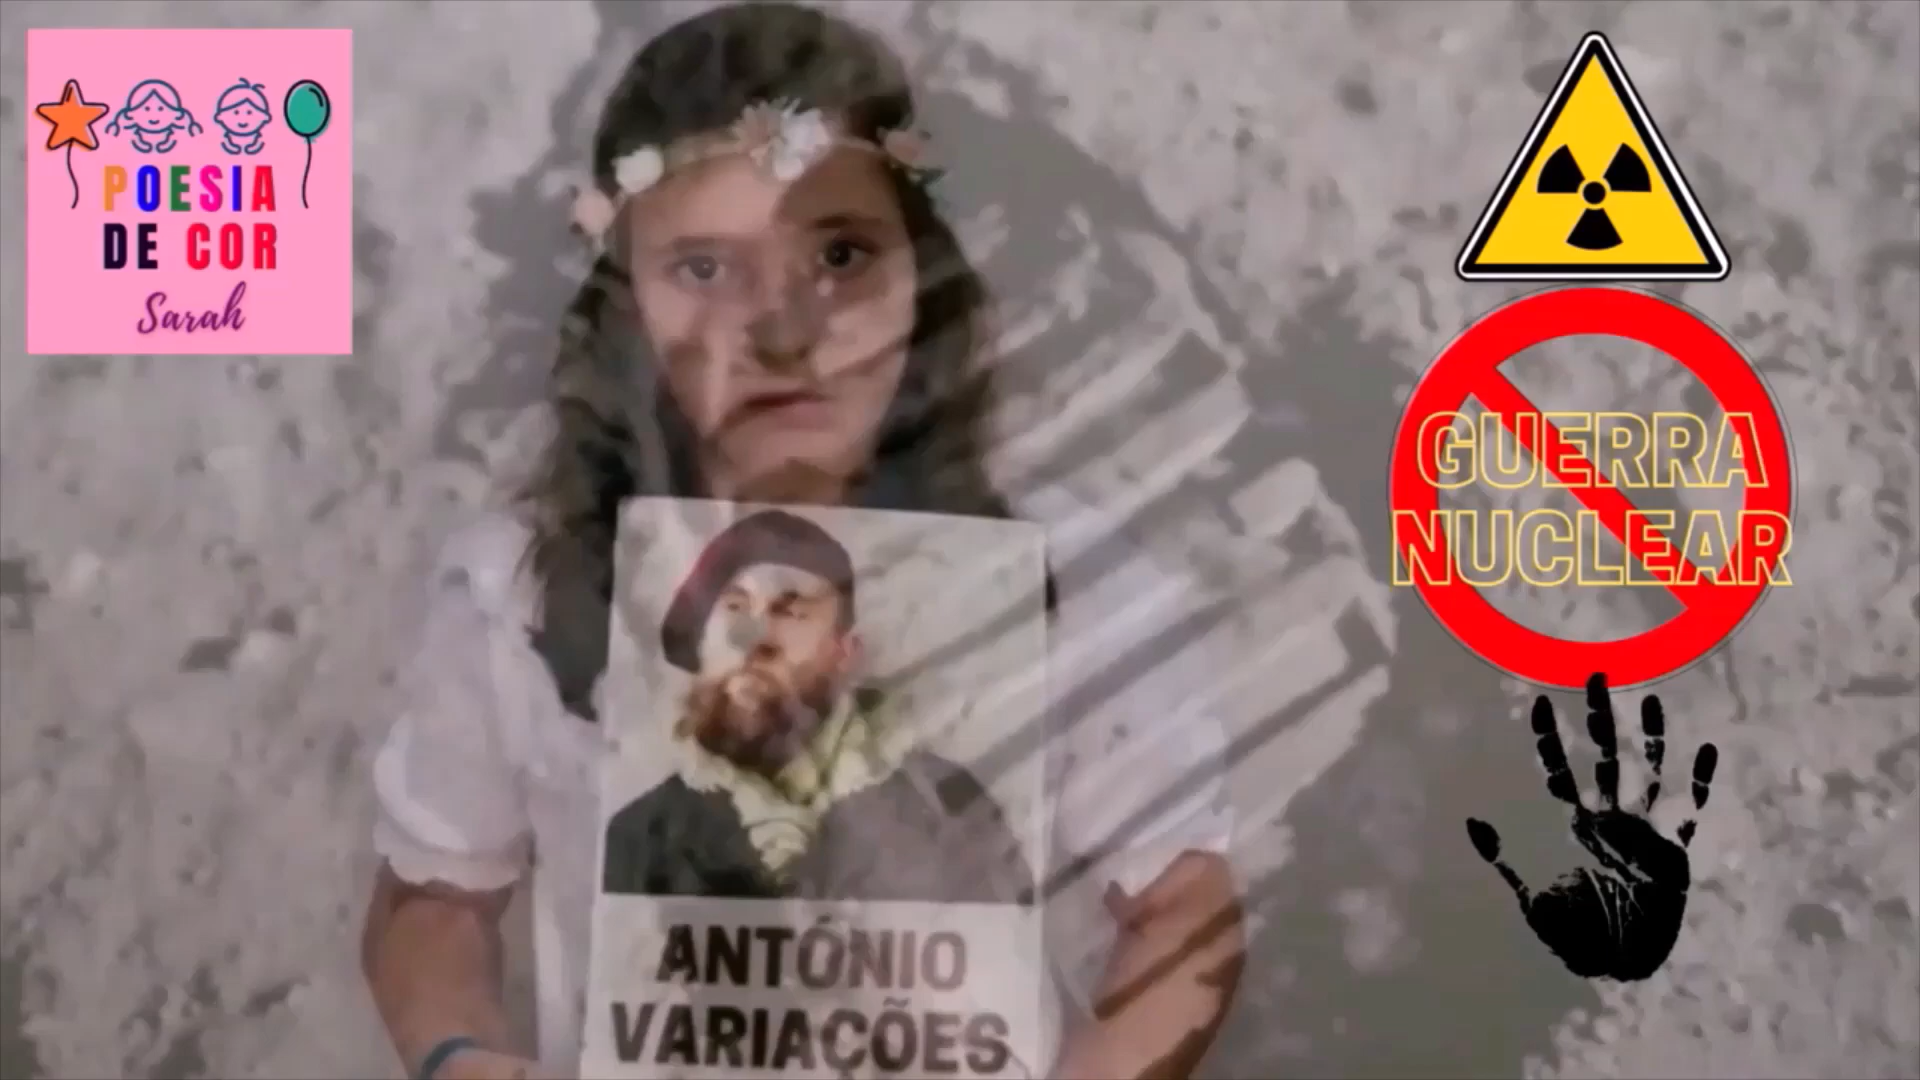 POESIA
DE COR
Sarah
GUERRA
NUCLEAR
ANTÓNIO
VARIAÇÕES